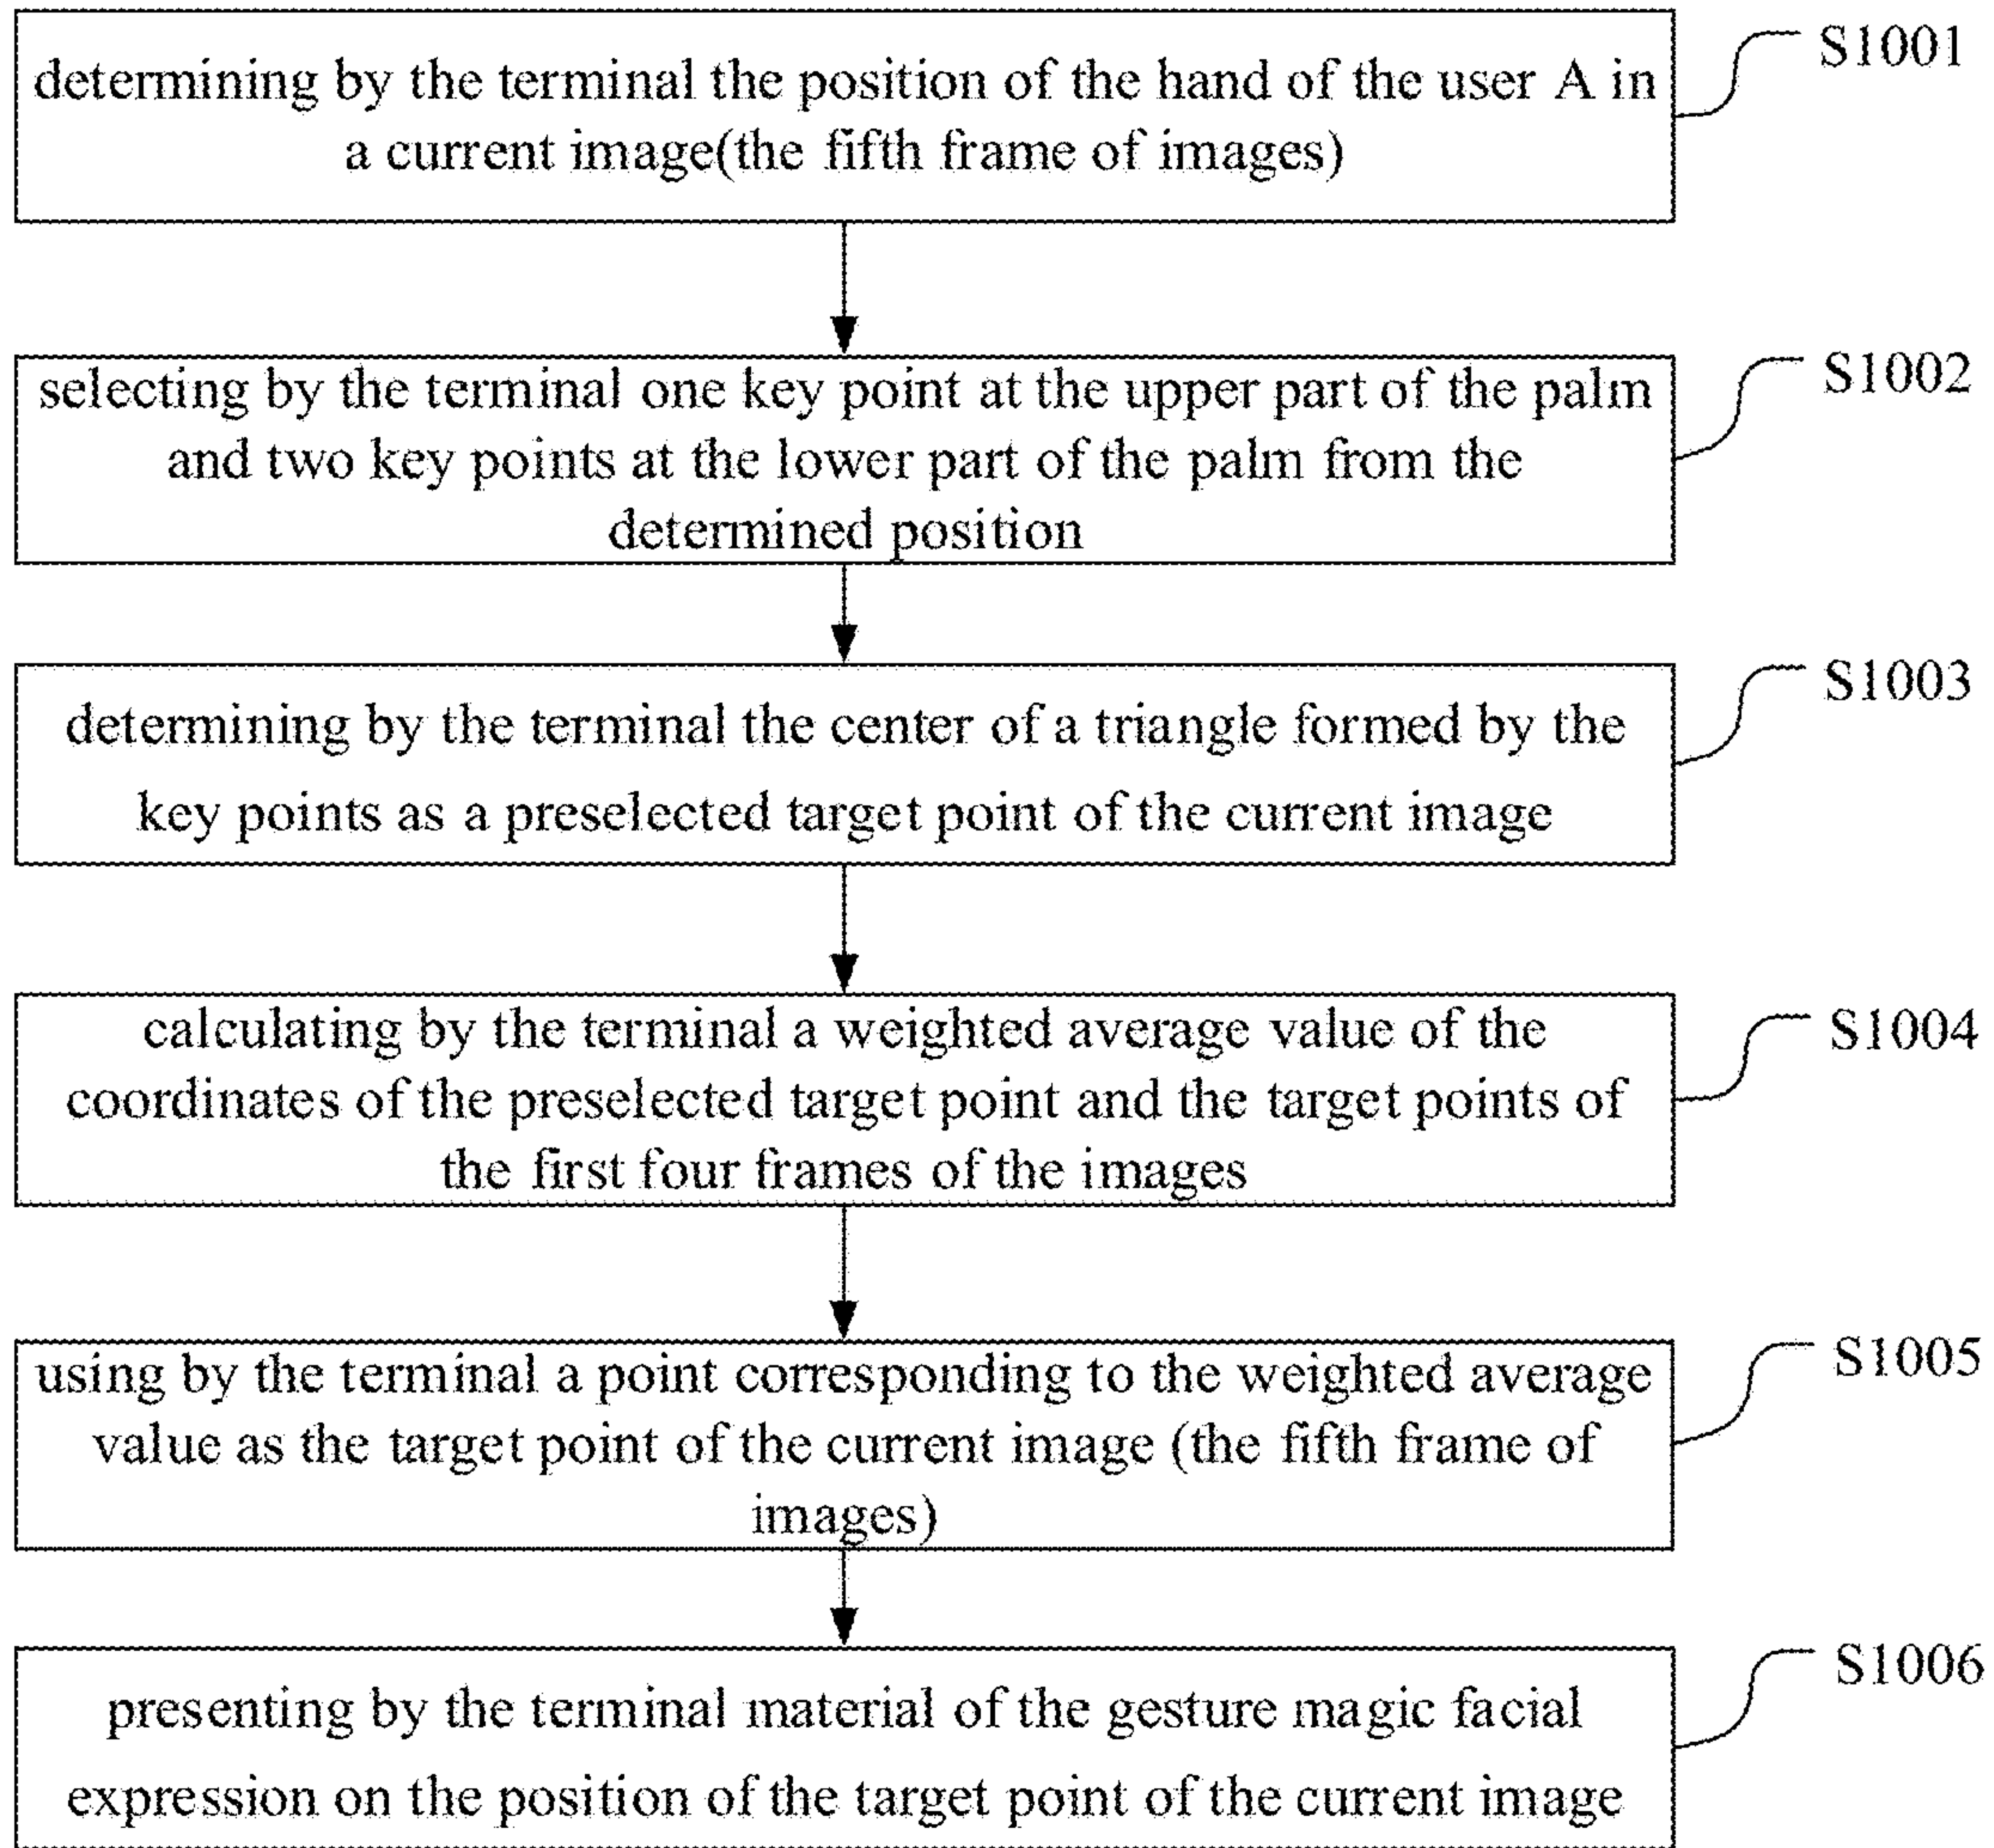 determining by the terminal the position of the hand of the user A in
a current image(the fifth frame of images)
S1001
selecting by the terminal one key point at the upper part of the palm
and two key points at the lower part of the palm from the
determined position
S1002
determining by the terminal the center of a triangle formed by the
key points as a preselected target point of the current image
S1003
calculating by the terminal a weighted average value of the
coordinates of the preselected target point and the target points of
the first four frames of the images
S1004
using by the terminal a point corresponding to the weighted average
value as the target point of the current image (the fifth frame of
images)
S1005
presenting by the terminal material of the gesture magic facial
expression on the position of the target point of the current image
S1006